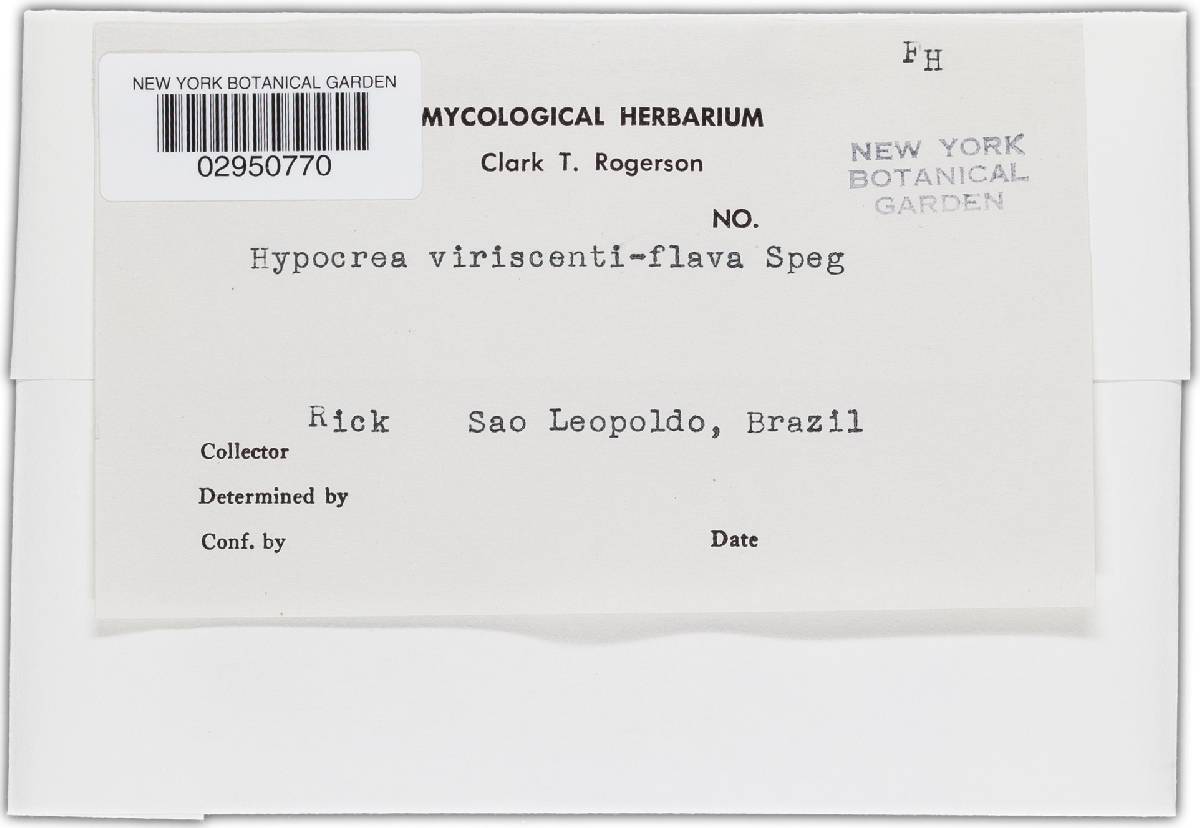 FH
NEW YORK BOTANICAL GARDEN
02950770
MYCOLOGICAL HERBARIUM
Clark T. Rogerson
NEW YORK
BOTANICAL
GARDEN
NO.
Hypocrea viriscenti-flava Speg
Rick Sao Leopoldo, Brazil
Collector
Determined by
Conf. by Date